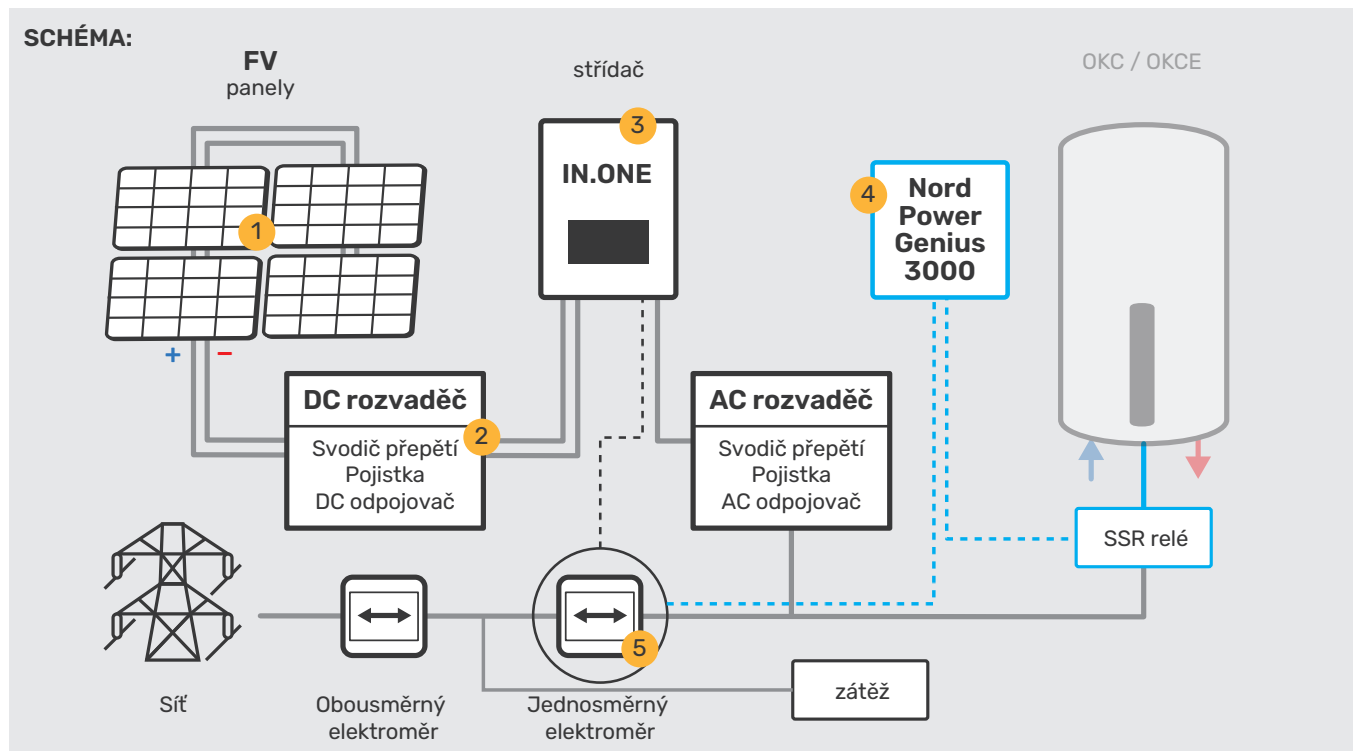 SCHÉMA:
FV
panely
střídač
OKC / OKCE
3
IN.ONE
4
Nord
Power
Genius
3000
1
+ −
DC rozvaděč
2
Svodič přepětí
Pojistka
DC odpojovač
AC rozvaděč
Svodič přepětí
Pojistka
AC odpojovač
SSR relé
5
Síť
Obousměrný
elektroměr
Jednosměrný
elektroměr
zátěž